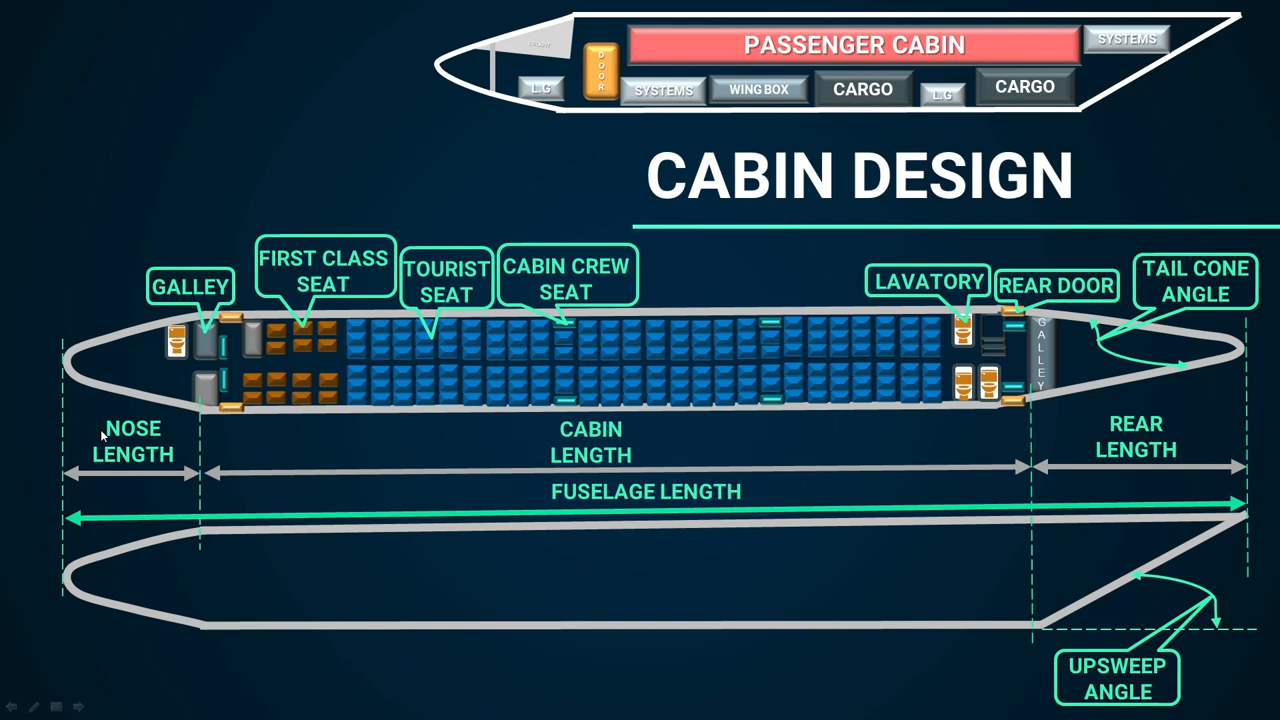 PASSENGER CABIN
SYSTEMS
DOOR
L.G
SYSTEMS
WING BOX
CARGO
L.G
CARGO
CABIN DESIGN
GALLEY
FIRST CLASS
SEAT
TOURIST
SEAT
CABIN CREW
SEAT
LAVATORY
REAR DOOR
TAIL CONE
ANGLE
GALLEY
NOSE
LENGTH
CABIN
LENGTH
REAR
LENGTH
FUSELAGE LENGTH
UPSWEEP
ANGLE